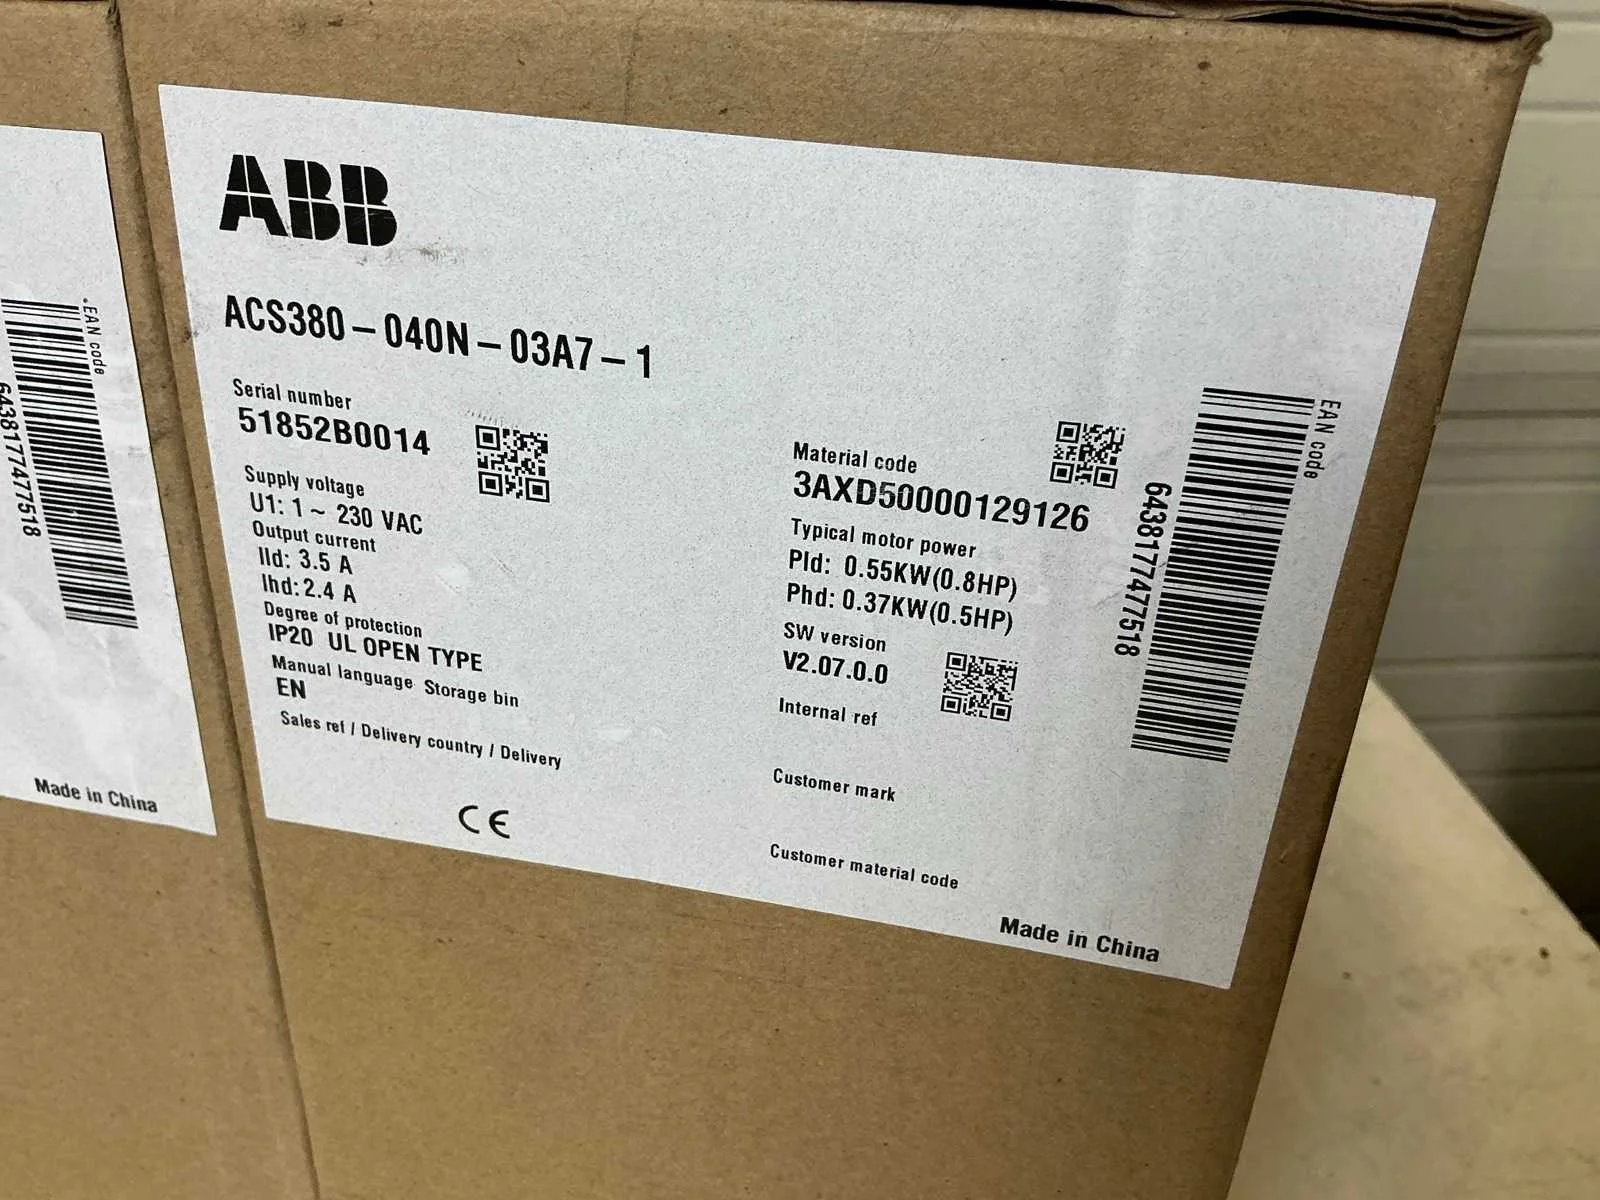 EAN code
6438177477518
Made in China
ABB
ACS380-040N-03A7-1
Serial number
51852B0014
Supply voltage
U1: 1 ~ 230 VAC
Output current
Ild: 3.5 A
Ihd: 2.4 A
Degree of protection
IP20 UL OPEN TYPE
Manual language Storage bin
EN
Sales ref / Delivery country / Delivery
CE
Material code
3AXD50000129126
Typical motor power
Pld: 0.55KW(0.8HP)
Phd: 0.37KW(0.5HP)
SW version
V2.07.0.0
Internal ref
Customer mark
Customer material code
EAN code
6438177477518
Made in China